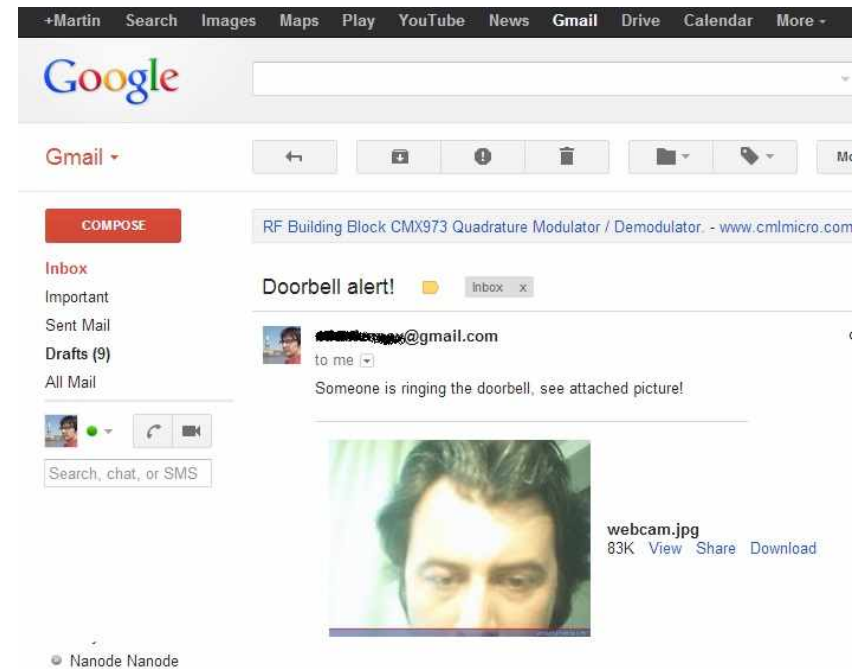 +Martin Search Images Maps Play YouTube News Gmail Drive Calendar More
Google
Gmail
COMPOSE
RF Building Block CMX973 Quadrature Modulator / Demodulator. - www.cmlmicro.com
Inbox
Important
Sent Mail
Drafts (9)
All Mail
Search, chat, or SMS
Nanode Nanode
Doorbell alert! Inbox x
@gmail.com
to me
Someone is ringing the doorbell, see attached picture!
webcam.jpg
83K View Share Download